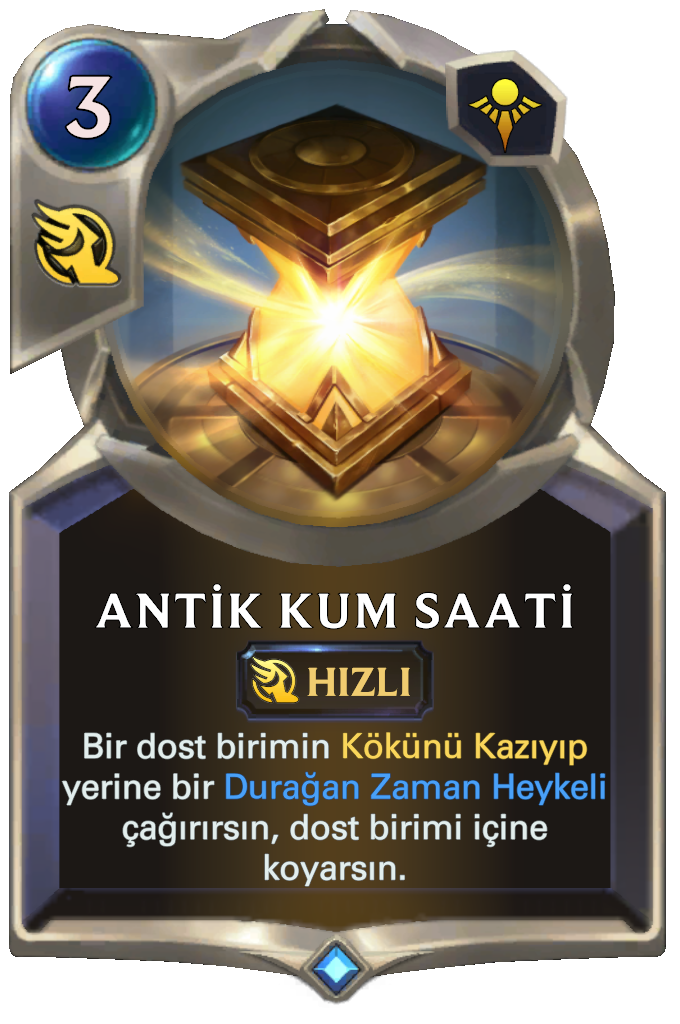 3
ANTİK KUM SAATİ
HIZLI
Bir dost birimin Kökünü Kazıyıp
yerine bir Durağan Zaman Heykeli
çağırırsın, dost birimi içine
koyarsın.